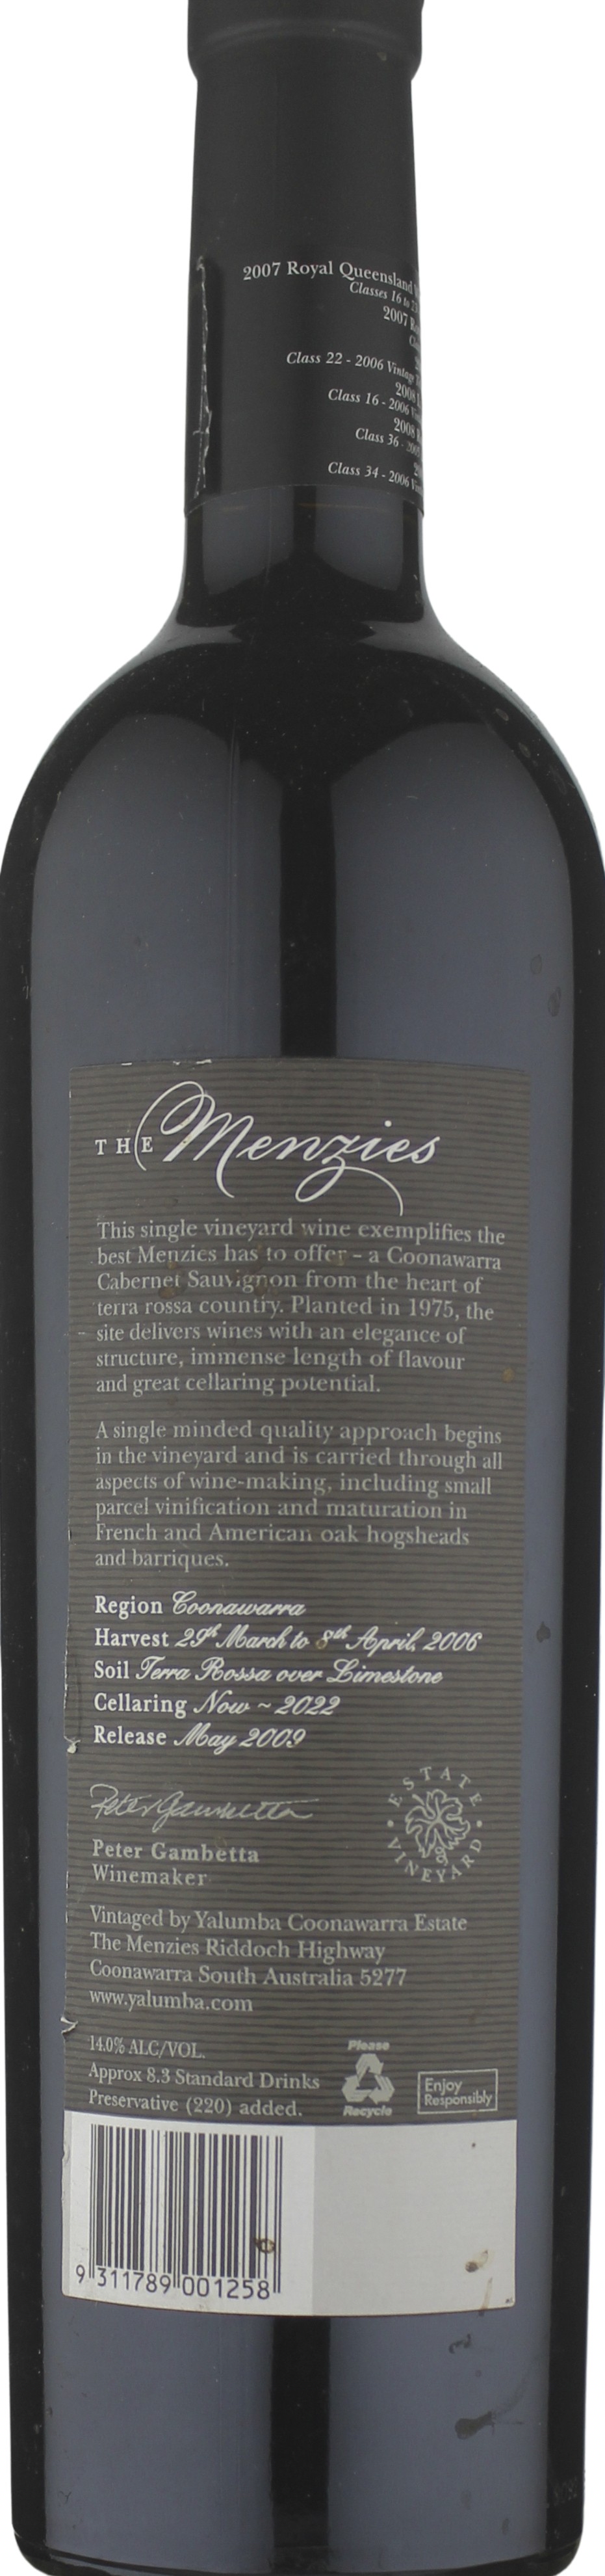 2007 Royal Queensland
Classes 16 to
2007
Class 22 - 2006 Vintage
2008
Class 16 - 2006
2008
Class 36 -
Class 34 - 2006
THE Menzies
This single vineyard wine exemplifies the
best Menzies has to offer – a Coonawarra
Cabernet Sauvignon from the heart of
terra rossa country. Planted in 1975, the
site delivers wines with an elegance of
structure, immense length of flavour
and great cellaring potential.
A single minded quality approach begins
in the vineyard and is carried through all
aspects of wine-making, including small
parcel vinification and maturation in
French and American oak hogsheads
and barriques.
Region Coonawarra
Harvest 29th March to 8th April, 2006
Soil Terra Rossa over Limestone
Cellaring Now ~ 2022
Release May 2009
Peter Gambetta
ESTATE
VINEYARD
Peter Gambetta
Winemaker
Vintaged by Yalumba Coonawarra Estate
The Menzies Riddoch Highway
Coonawarra South Australia 5277
www.yalumba.com
14.0% ALC/VOL.
Approx 8.3 Standard Drinks
Preservative (220) added.
Please
Recycle
Enjoy
Responsibly
9 311789 001258